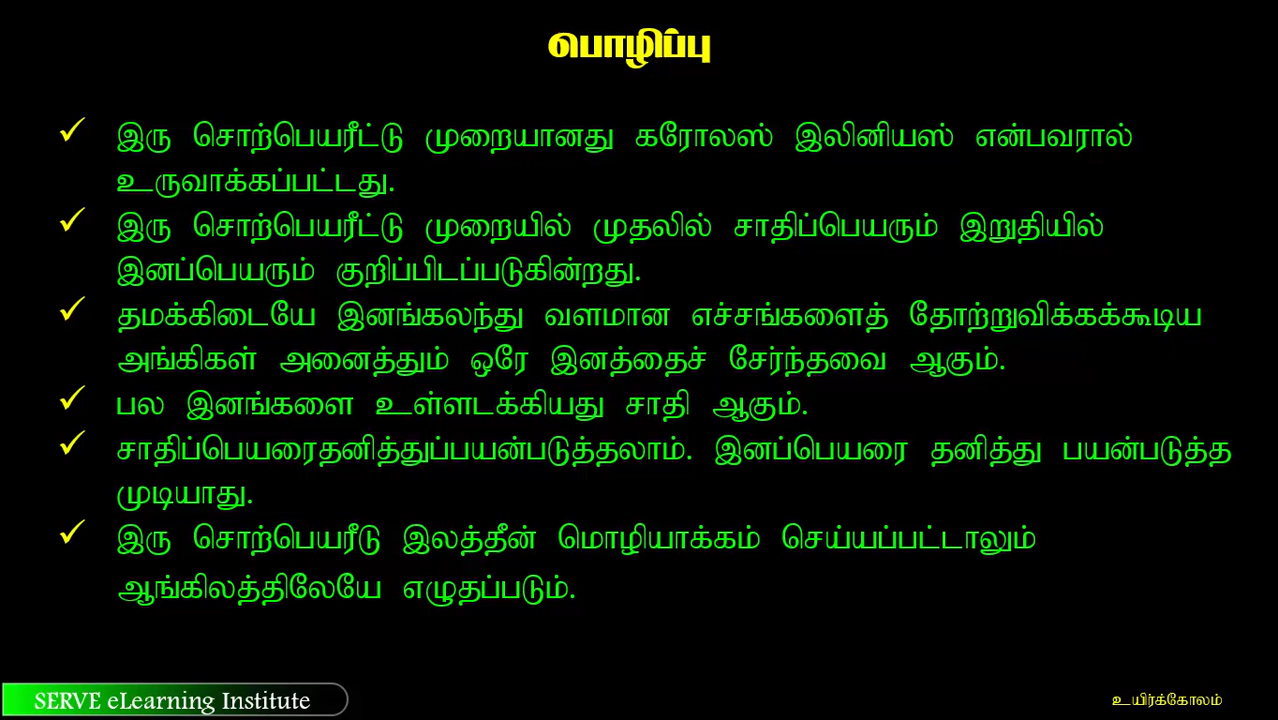 பொழிப்பு
✓ இரு சொற்பெயரீட்டு முறையானது கரோலஸ் இலினியஸ் என்பவரால்
உருவாக்கப்பட்டது.
✓ இரு சொற்பெயரீட்டு முறையில் முதலில் சாதிப்பெயரும் இறுதியில்
இனப்பெயரும் குறிப்பிடப்படுகின்றது.
✓ தமக்கிடையே இனங்கலந்து வளமான எச்சங்களைத் தோற்றுவிக்கக்கூடிய
அங்கிகள் அனைத்தும் ஒரே இனத்தைச் சேர்ந்தவை ஆகும்.
✓ பல இனங்களை உள்ளடக்கியது சாதி ஆகும்.
✓ சாதிப்பெயரைதனித்துப்பயன்படுத்தலாம். இனப்பெயரை தனித்து பயன்படுத்த
முடியாது.
✓ இரு சொற்பெயரீடு இலத்தீன் மொழியாக்கம் செய்யப்பட்டாலும்
ஆங்கிலத்திலேயே எழுதப்படும்.
SERVE eLearning Institute
உயிர்க்கோலம்